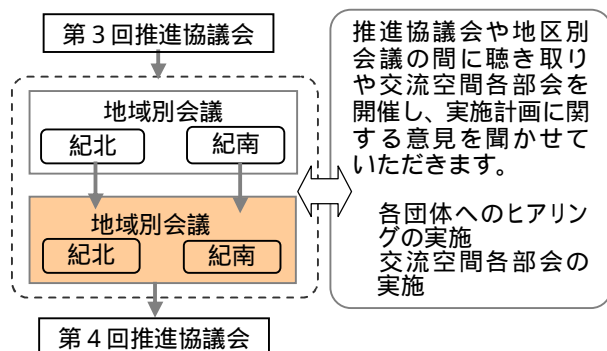 第３回推進協議会
地域別会議
紀北
紀南
地域別会議
紀北
紀南
第４回推進協議会
推進協議会や地区別
会議の間に聴き取り
や交流空間各部会を
開催し、実施計画に関
する意見を聞かせて
いただきます。
各団体へのヒアリン
グの実施
交流空間各部会の
実施